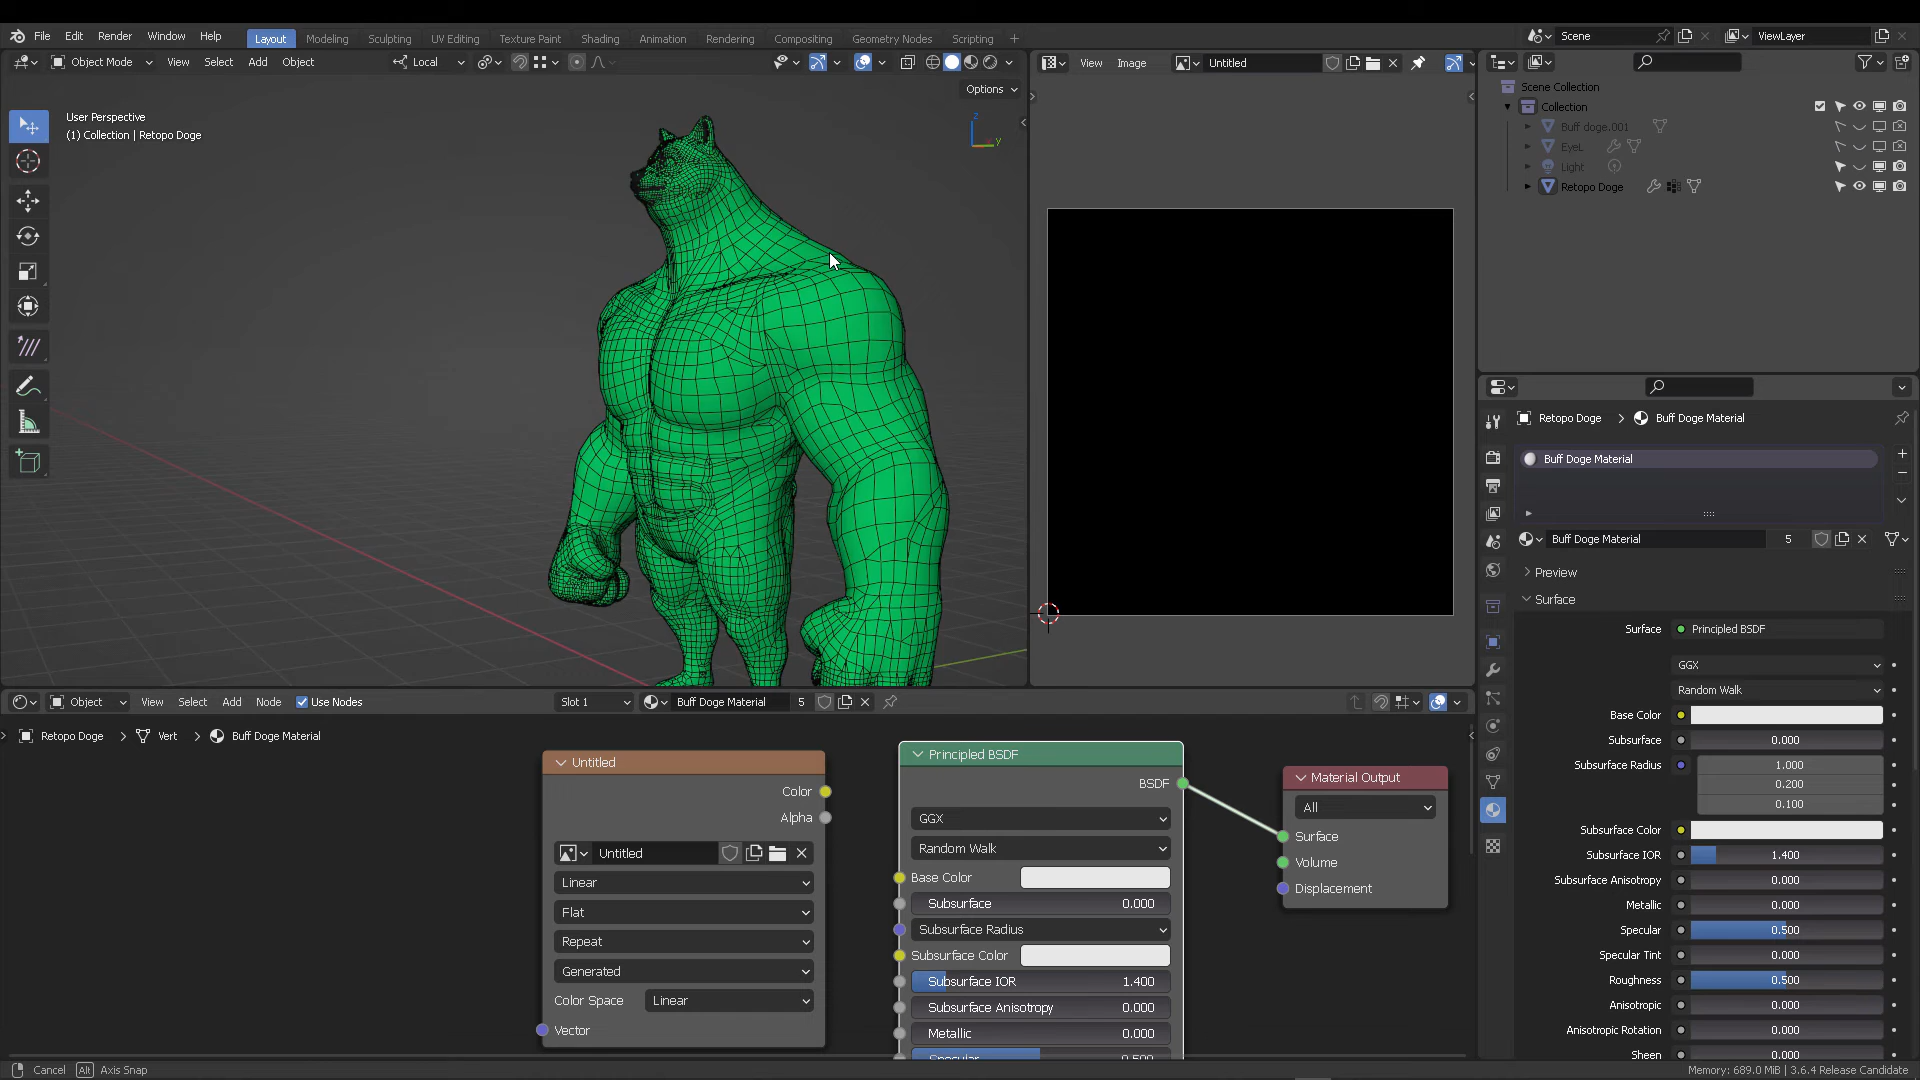 File Edit Render Window Help Layout Modeling Sculpting UV Editing Texture Paint Shading Animation Rendering Compositing Geometry Nodes Scripting + Scene ViewLayer
Object Mode View Select Add Object Local
View Image Untitled
Options
User Perspective
(1) Collection | Retopo Doge
z
y
Scene Collection
Collection
Buff doge.001
EyeL
Light
Retopo Doge
Retopo Doge > Buff Doge Material
Buff Doge Material
Buff Doge Material 5
Preview
Surface
Surface Principled BSDF
GGX
Random Walk
Base Color
Subsurface 0.000
Subsurface Radius 1.000
0.200
0.100
Subsurface Color
Subsurface IOR 1.400
Subsurface Anisotropy 0.000
Metallic 0.000
Specular 0.500
Specular Tint 0.000
Roughness 0.500
Anisotropic 0.000
Anisotropic Rotation 0.000
Sheen 0.000
Object View Select Add Node Use Nodes Slot 1 Buff Doge Material 5
Retopo Doge > Vert > Buff Doge Material
Untitled
Color
Alpha
Untitled
Linear
Flat
Repeat
Generated
Color Space Linear
Vector
Principled BSDF
BSDF
GGX
Random Walk
Base Color
Subsurface 0.000
Subsurface Radius
Subsurface Color
Subsurface IOR 1.400
Subsurface Anisotropy 0.000
Metallic 0.000
Specular 0.500
Material Output
All
Surface
Volume
Displacement
Cancel Alt Axis Snap
Memory: 689.0 MiB | 3.6.4 Release Candidate